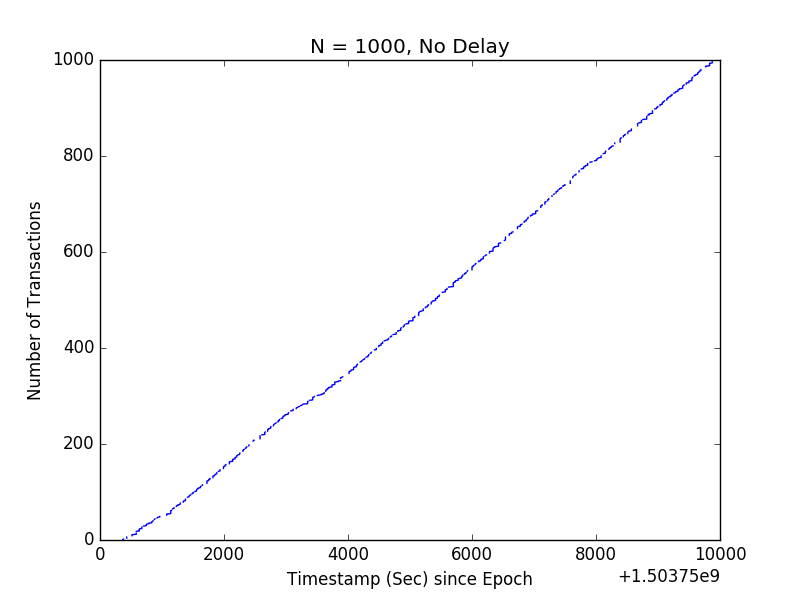 N = 1000, No Delay
1000
800
600
400
200
0
Number of Transactions
0 2000 4000 6000 8000 10000
Timestamp (Sec) since Epoch
+1.50375e9